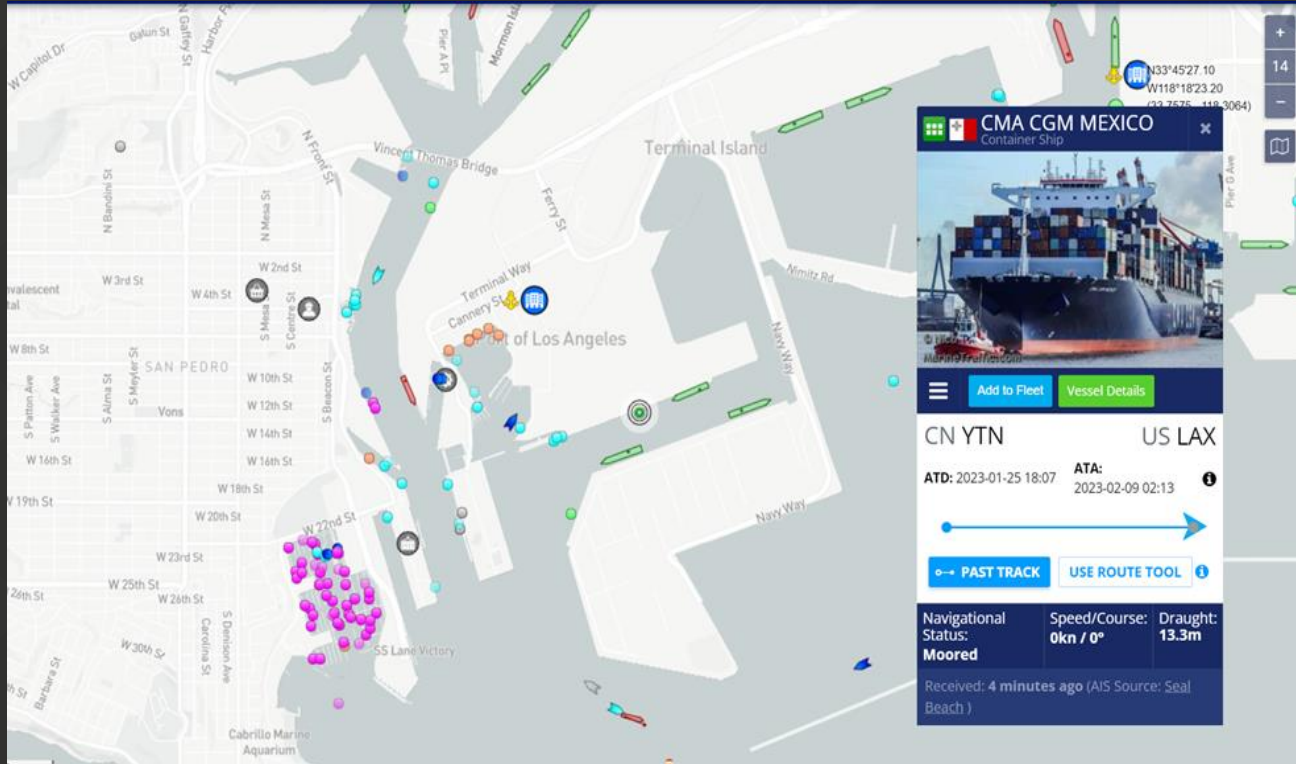 N Gaffey St
Harbor F
Galun St
W Capitol Dr
Pier A Pl
Mormon Isl
N33°45'27.10
W118°18'23.20
(33.7575, -118.3064)
+
14
−
CMA CGM MEXICO
Container Ship
×
N Front St
Vincent Thomas Bridge
Terminal Island
N Bandini St
N Mesa St
Ferry St
Pier G Ave
W 2nd St
W 3rd St
Terminal Way
Nimitz Rd
nvalescent
tal
W 4th St
S Mesa St
S Centre St
Cannery St
of Los Angeles
W 8th St
SAN PEDRO
Navy Way
MarineTraffic.com
S Patton Ave
S Walker Ave
S Alma St
S Meyler St
W 10th St
Vons
W 12th St
S Beacon St
W 14th St
W 16th St
W 16th St
Add to Fleet
Vessel Details
CN YTN
US LAX
ATD: 2023-01-25 18:07
ATA:
2023-02-09 02:13
W 18th St
W 19th St
W 20th St
W 22nd St
Navy Way
W 23rd St
W 25th St
W 26th St
26th St
PAST TRACK
USE ROUTE TOOL
Carolina St
S Denison Ave
W 30th St
Barbara St
SS Lane Victory
Navigational
Status:
Moored
Speed/Course:
0kn / 0°
Draught:
13.3m
Received: 4 minutes ago (AIS Source: Seal
Beach )
Cabrillo Marine
Aquarium